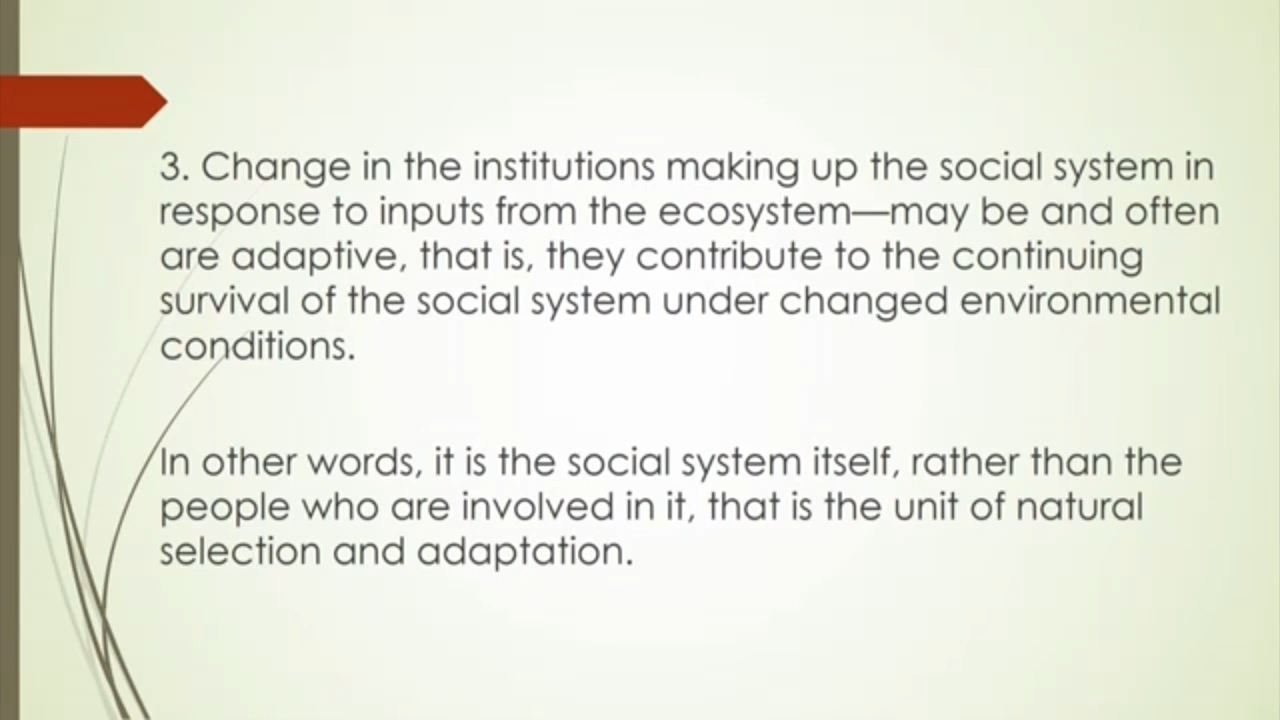 3. Change in the institutions making up the social system in
response to inputs from the ecosystem—may be and often
are adaptive, that is, they contribute to the continuing
survival of the social system under changed environmental
conditions.
In other words, it is the social system itself, rather than the
people who are involved in it, that is the unit of natural
selection and adaptation.